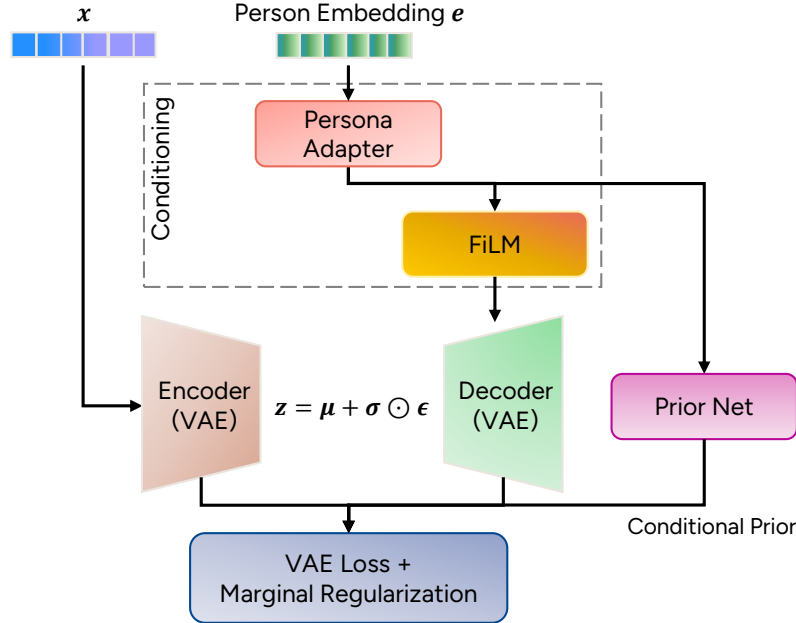 x
Person Embedding e
Conditioning
Persona
Adapter
FiLM
Encoder
(VAE)
z = μ + σ ⊙ ϵ
Decoder
(VAE)
Prior Net
Conditional Prior
VAE Loss +
Marginal Regularization